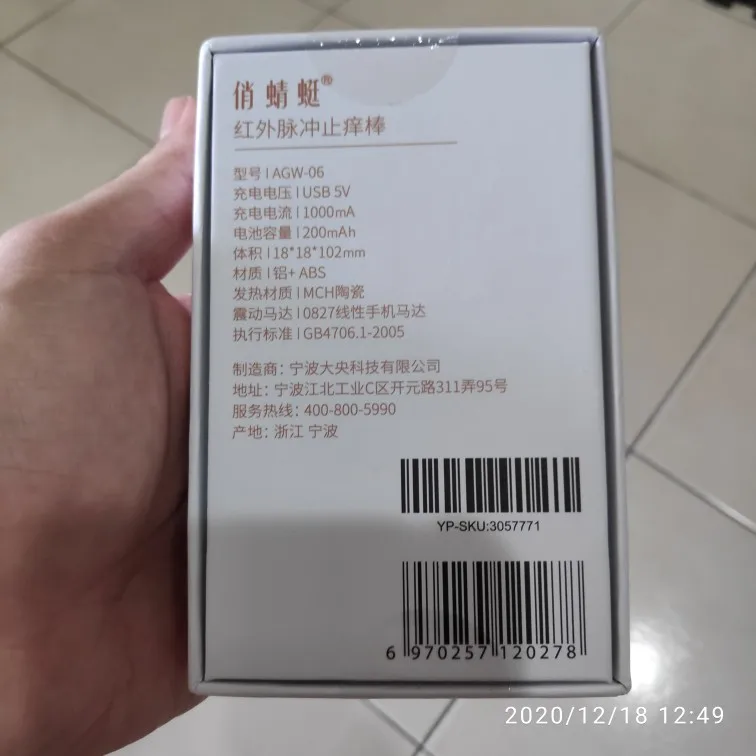 俏蜻蜓®
红外脉冲止痒棒
型号 | AGW-06
充电电压 | USB 5V
充电电流 | 1000mA
电池容量 | 200mAh
体积 | 18*18*102mm
材质 | 铝+ ABS
发热材质 | MCH陶瓷
震动马达 | 0827线性手机马达
执行标准 | GB4706.1-2005
制造商：宁波大央科技有限公司
地址：宁波江北工业C区开元路311弄95号
服务热线：400-800-5990
产地：浙江 宁波
YP-SKU:3057771
6 970257 120278
2020/12/18 12:49